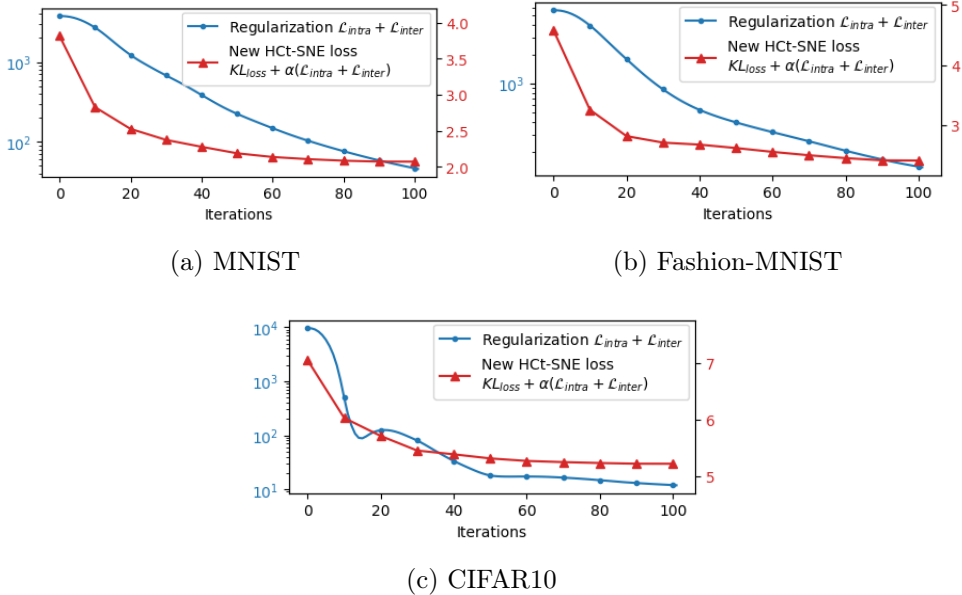 Regularization 𝓛intra + 𝓛inter
New HCt-SNE loss
KLloss + α(𝓛intra + 𝓛inter)
10³
10²
4.0
3.5
3.0
2.5
2.0
0 20 40 60 80 100
Iterations
(a) MNIST
Regularization 𝓛intra + 𝓛inter
New HCt-SNE loss
KLloss + α(𝓛intra + 𝓛inter)
10³
5
4
3
0 20 40 60 80 100
Iterations
(b) Fashion-MNIST
Regularization 𝓛intra + 𝓛inter
New HCt-SNE loss
KLloss + α(𝓛intra + 𝓛inter)
10⁴
10³
10²
10¹
7
6
5
0 20 40 60 80 100
Iterations
(c) CIFAR10